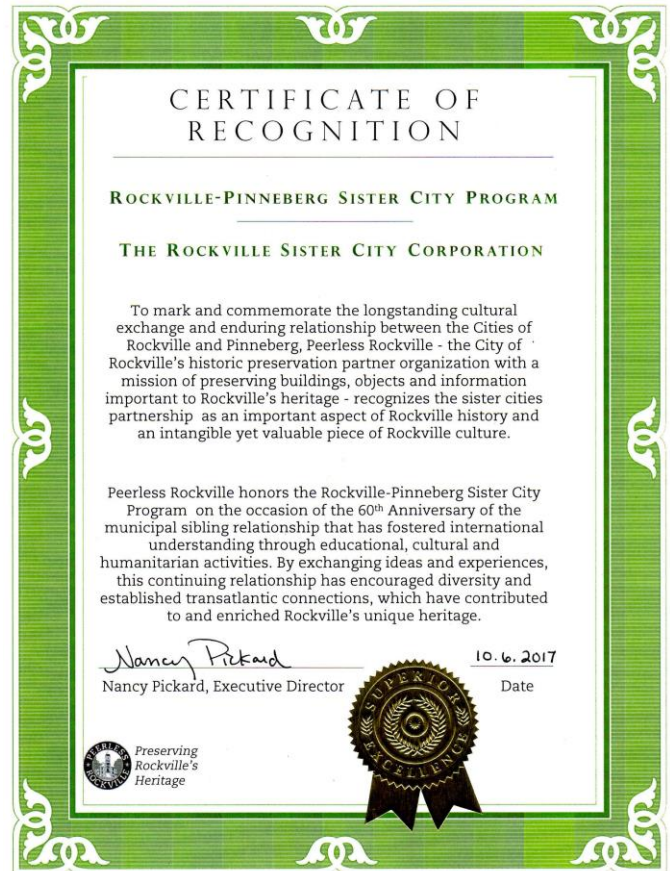 CERTIFICATE OF
RECOGNITION
ROCKVILLE-PINNEBERG SISTER CITY PROGRAM
THE ROCKVILLE SISTER CITY CORPORATION
To mark and commemorate the longstanding cultural
exchange and enduring relationship between the Cities of
Rockville and Pinneberg, Peerless Rockville - the City of
Rockville's historic preservation partner organization with a
mission of preserving buildings, objects and information
important to Rockville's heritage - recognizes the sister cities
partnership as an important aspect of Rockville history and
an intangible yet valuable piece of Rockville culture.
Peerless Rockville honors the Rockville-Pinneberg Sister City
Program on the occasion of the 60th Anniversary of the
municipal sibling relationship that has fostered international
understanding through educational, cultural and
humanitarian activities. By exchanging ideas and experiences,
this continuing relationship has encouraged diversity and
established transatlantic connections, which have contributed
to and enriched Rockville's unique heritage.
Nancy Pickard
10.6.2017
Nancy Pickard, Executive Director
Date
SUPERIOR
EXCELLENCE
PEERLESS
ROCKVILLE
Preserving
Rockville's
Heritage